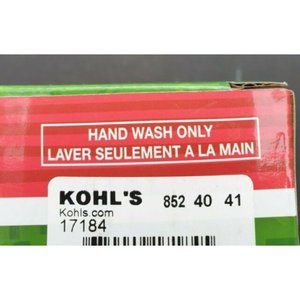 HAND WASH ONLY
LAVER SEULEMENT A LA MAIN
KOHL'S 852 40 41
Kohls.com
17184